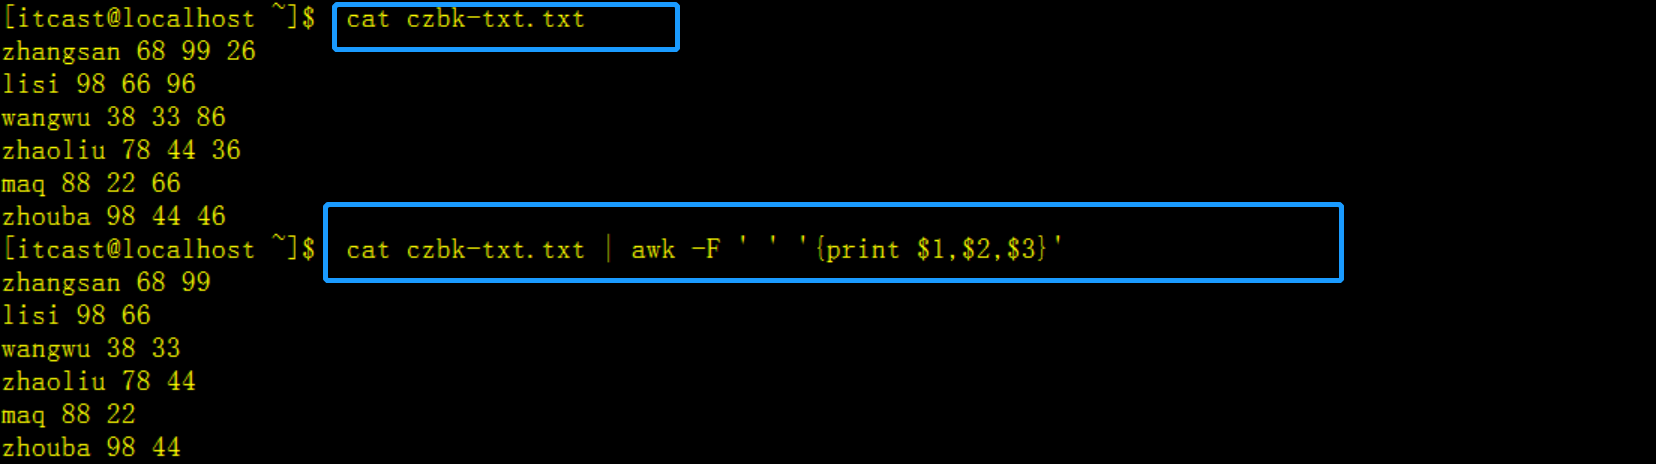 [itcast@localhost ~]$ cat czbk-txt.txt
zhangsan 68 99 26
lisi 98 66 96
wangwu 38 33 86
zhaoliu 78 44 36
maq 88 22 66
zhouba 98 44 46
[itcast@localhost ~]$ cat czbk-txt.txt | awk -F ' ' '{print $1,$2,$3}'
zhangsan 68 99
lisi 98 66
wangwu 38 33
zhaoliu 78 44
maq 88 22
zhouba 98 44